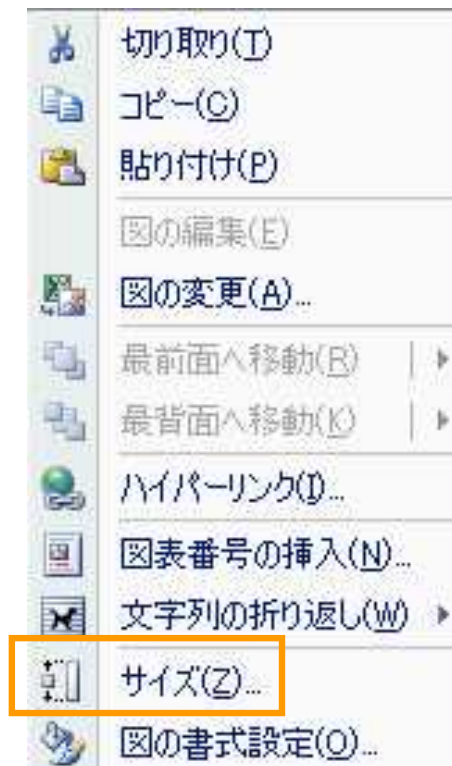 切り取り(T)
コピー(C)
貼り付け(P)
図の編集(E)
図の変更(A)...
最前面へ移動(R)
最背面へ移動(K)
ハイパーリンク(I)...
図表番号の挿入(N)...
文字列の折り返し(W)
サイズ(Z)...
図の書式設定(O)...